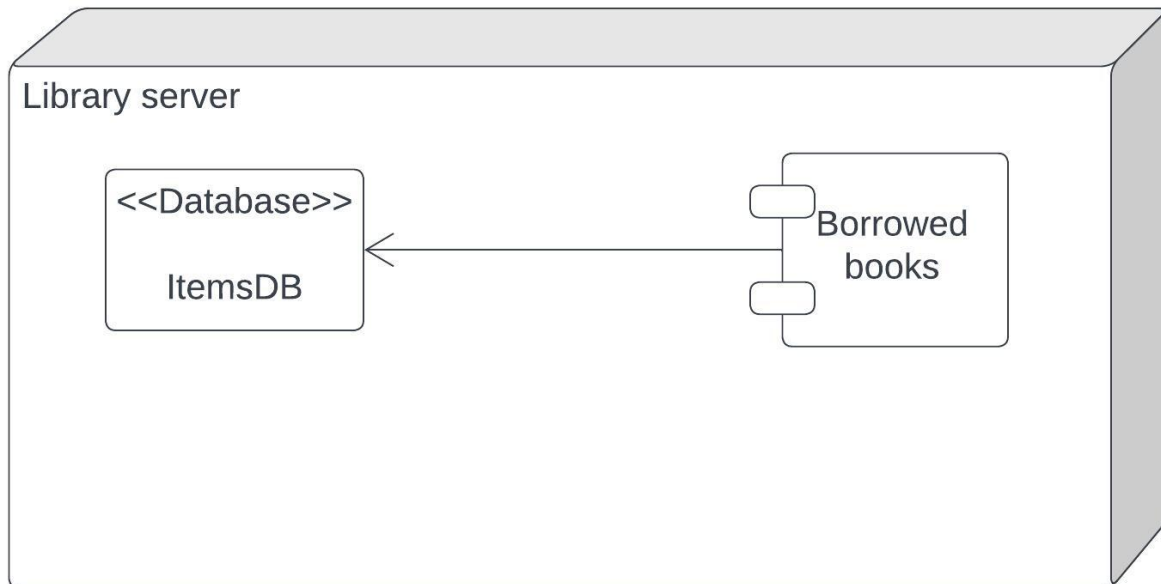 Library server
<<Database>>
ItemsDB
Borrowed
books